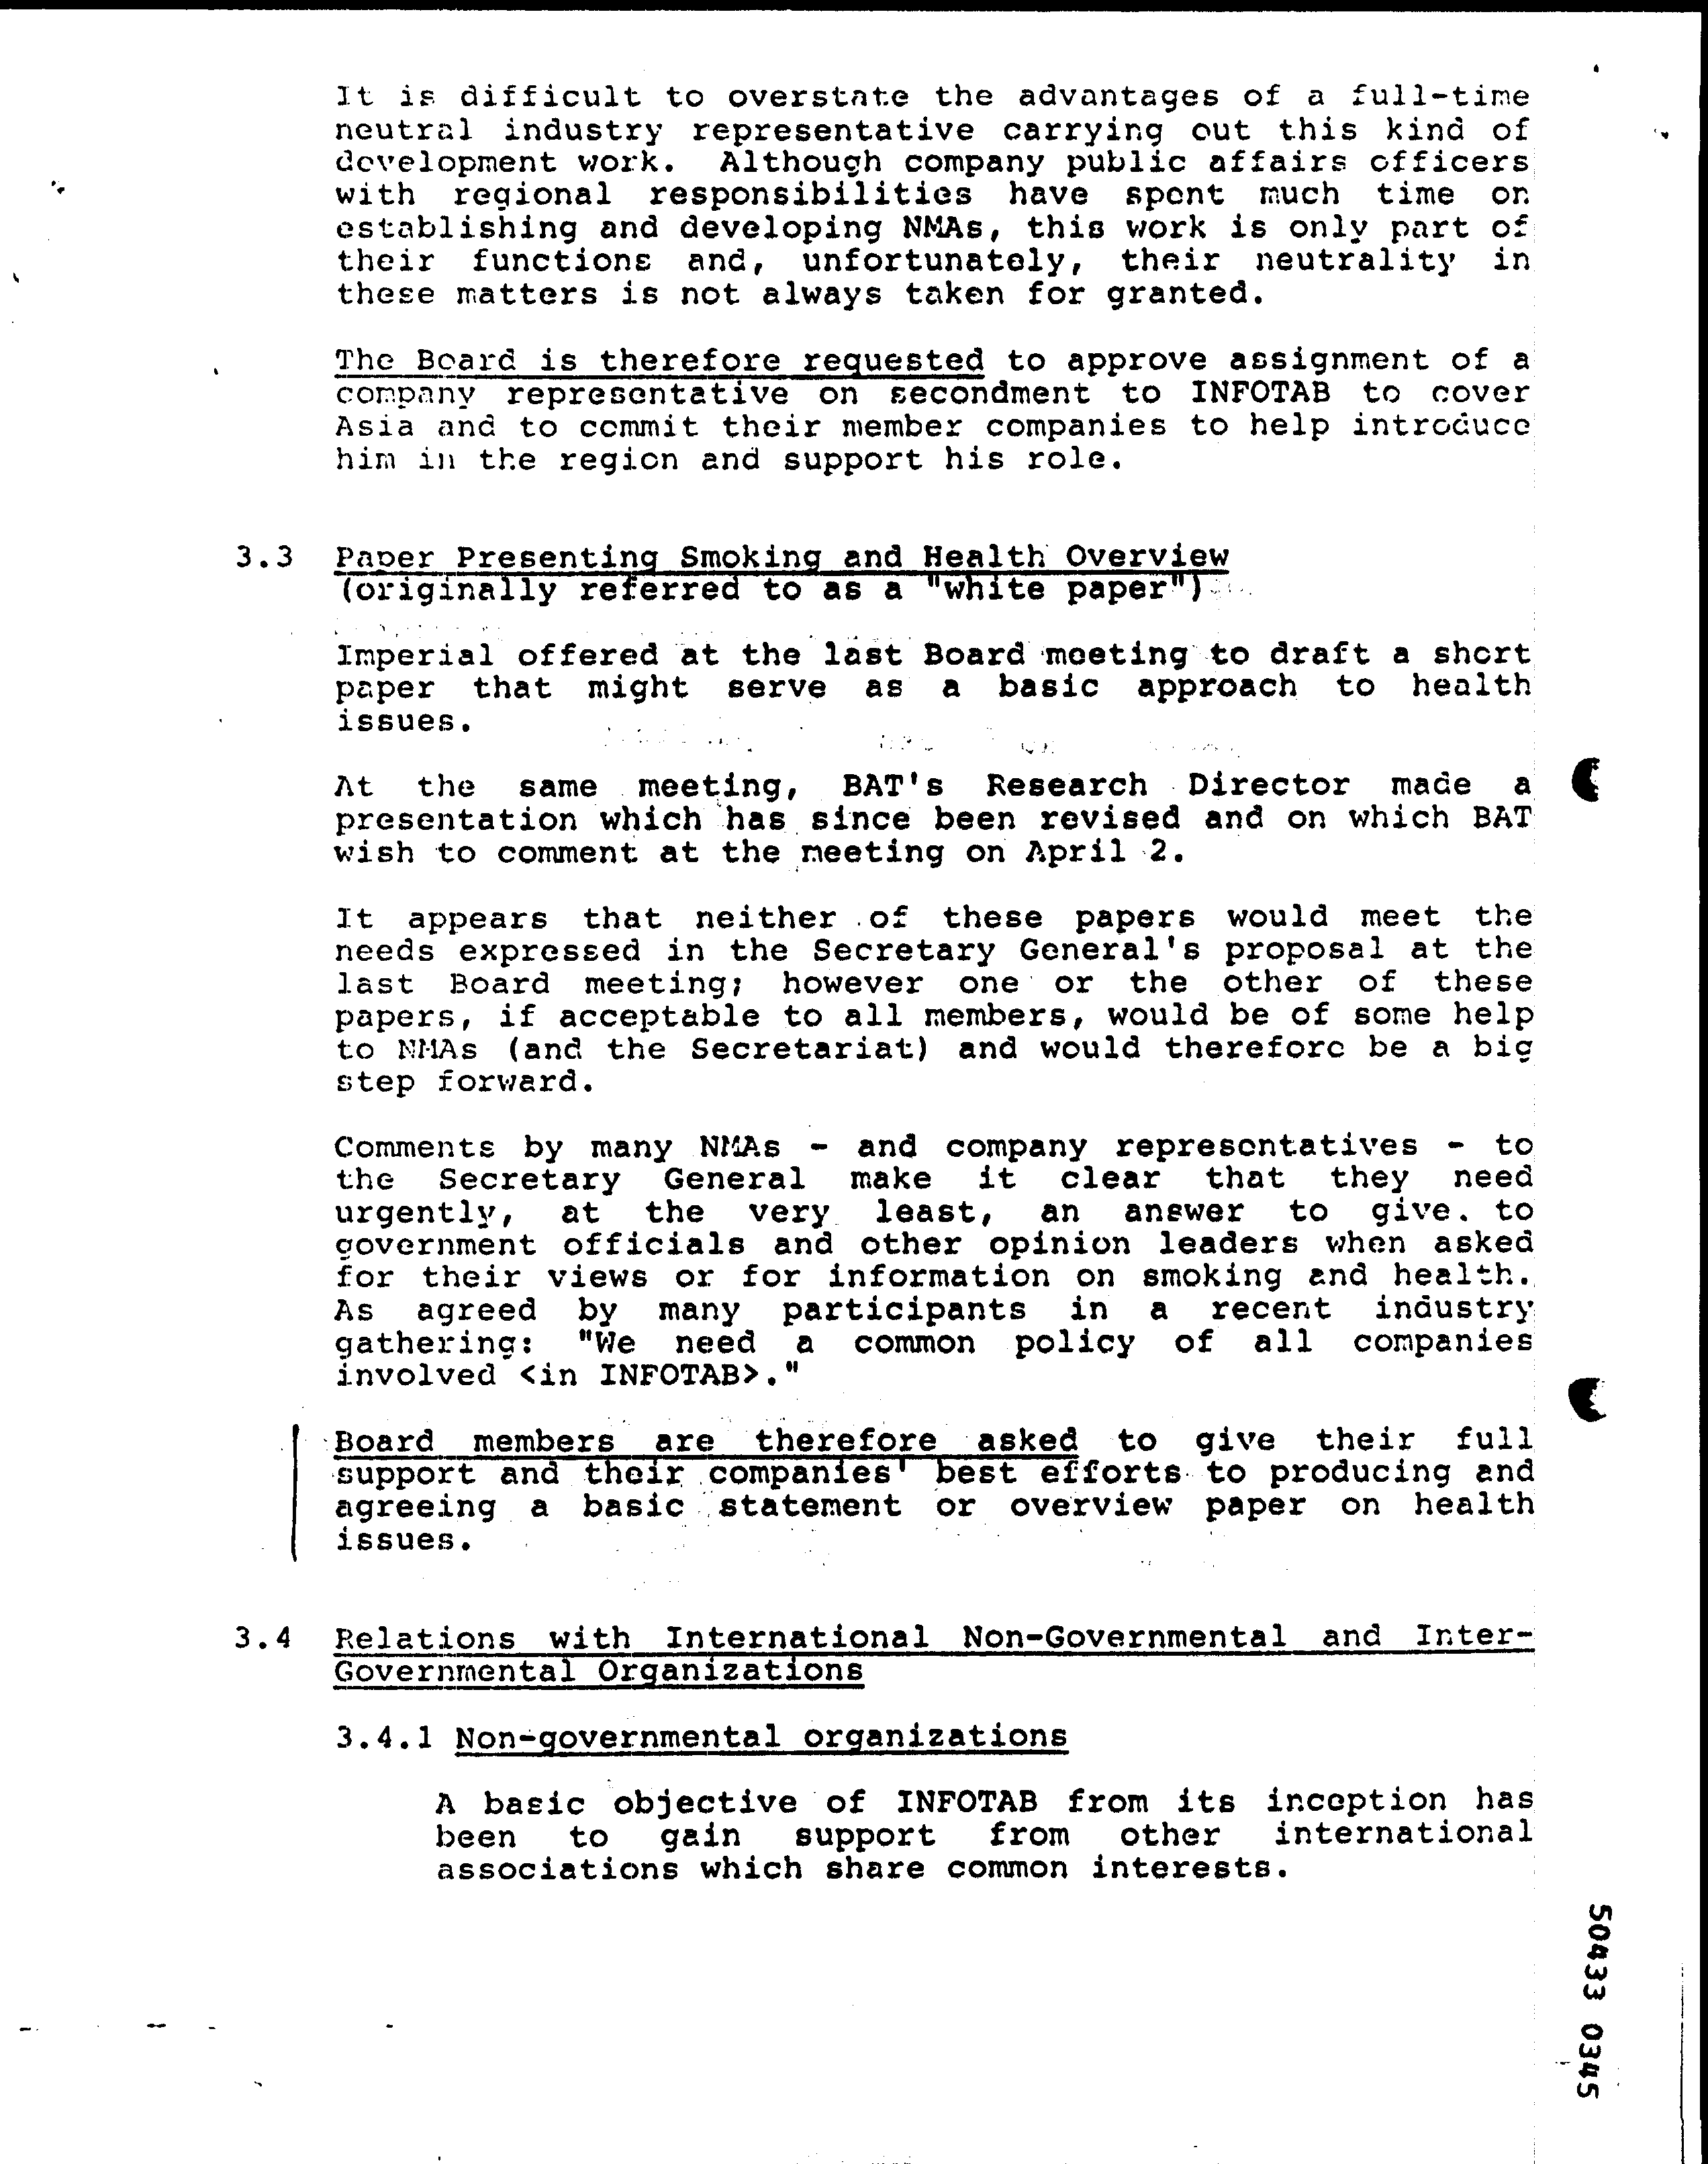 It is difficult to overstate the advantages of a full-time
neutral industry representative carrying out this kind of
development work. Although company public affairs officers
with regional responsibilities have spent much time on
establishing and developing NMAs, this work is only part of
their functions and, unfortunately, their neutrality in
these matters is not always taken for granted.
The Board is therefore requested to approve assignment of a
company representative on secondment to INFOTAB to cover
Asia and to commit their member companies to help introduce
him in the region and support his role.
3.3 Paper Presenting Smoking and Health Overview
(originally referred to as a "white paper")
Imperial offered at the last Board meeting to draft a short
paper that might serve as a basic approach to health
issues.
At the same meeting, BAT's Research Director made a
presentation which has since been revised and on which BAT
wish to comment at the meeting on April 2.
It appears that neither of these papers would meet the
needs expressed in the Secretary General's proposal at the
last Board meeting; however one or the other of these
papers, if acceptable to all members, would be of some help
to NMAs (and the Secretariat) and would therefore be a big
step forward.
Comments by many NMAs - and company representatives - to
the Secretary General make it clear that they need
urgently, at the very least, an answer to give. to
government officials and other opinion leaders when asked
for their views or for information on smoking and health.
As agreed by many participants in a recent industry
gathering: "We need a common policy of all companies
involved <in INFOTAB>."
Board members are therefore asked to give their full
support and their companies' best efforts to producing and
agreeing a basic statement or overview paper on health
issues.
3.4 Relations with International Non-Governmental and Inter-
Governmental Organizations
3.4.1 Non-governmental organizations
A basic objective of INFOTAB from its inception has
been to gain support from other international
associations which share common interests.
50433 0345